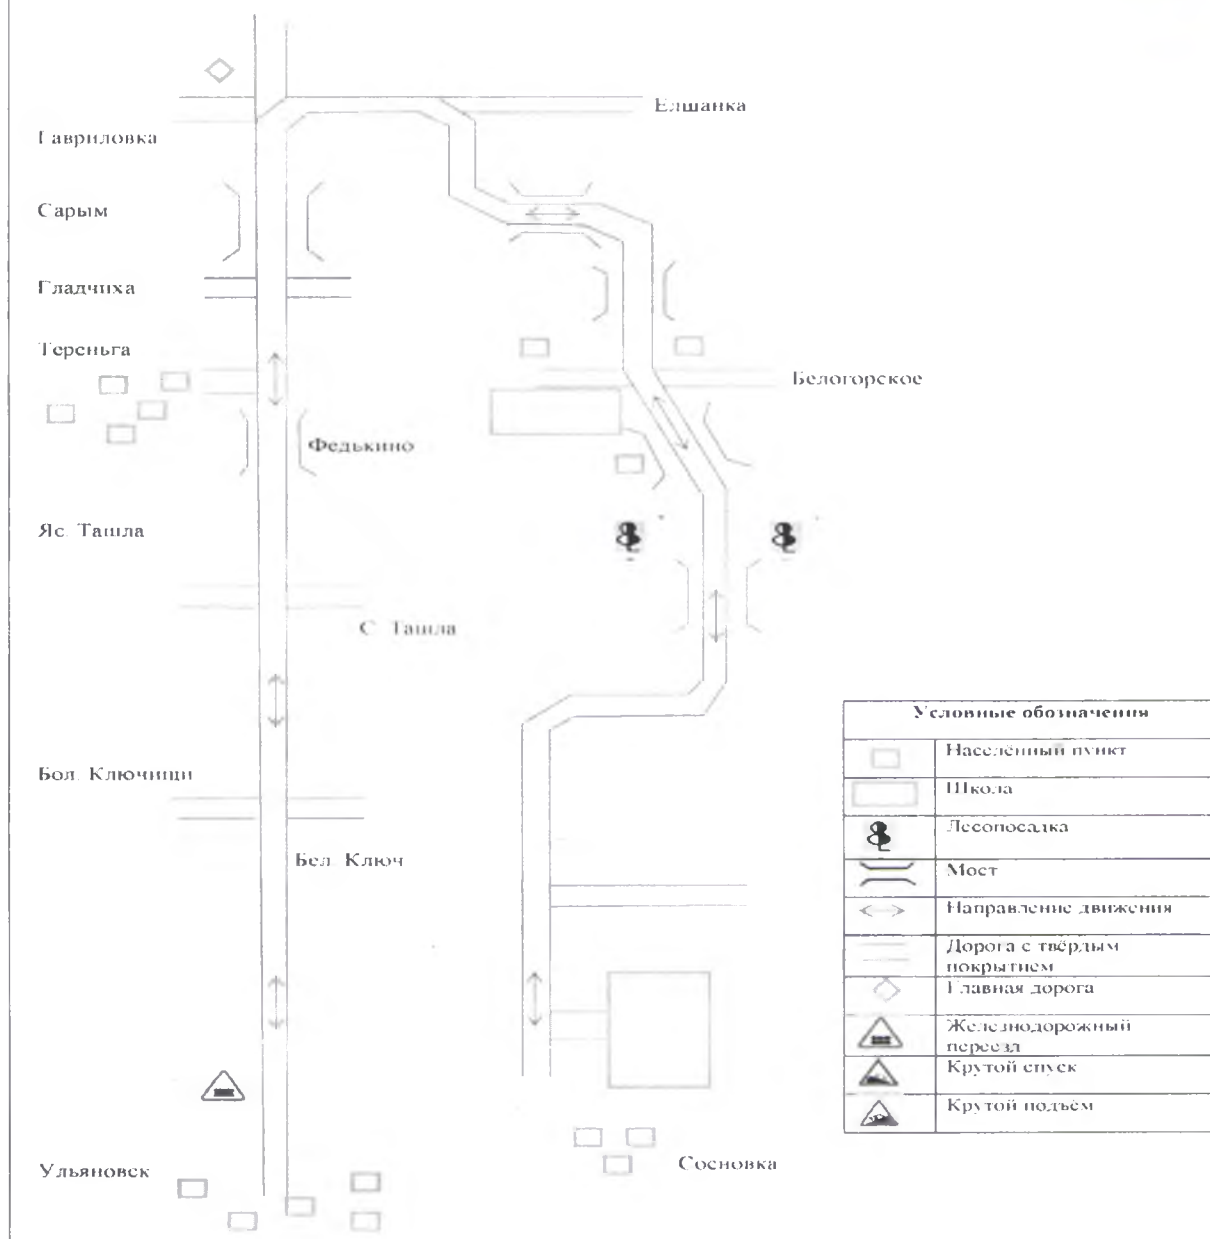 Елшанка
Гавриловка
Сарым
Гладчиха
Тереньга
Белогорское
Федькино
Яс. Ташла
С. Ташла
Бол. Ключищи
Бел. Ключ
Ульяновск
Сосновка
Условные обозначения
Населённый пункт
Школа
Лесопосадка
Мост
Направление движения
Дорога с твёрдым
покрытием
Главная дорога
Железнодорожный
переезд
Крутой спуск
Крутой подъём